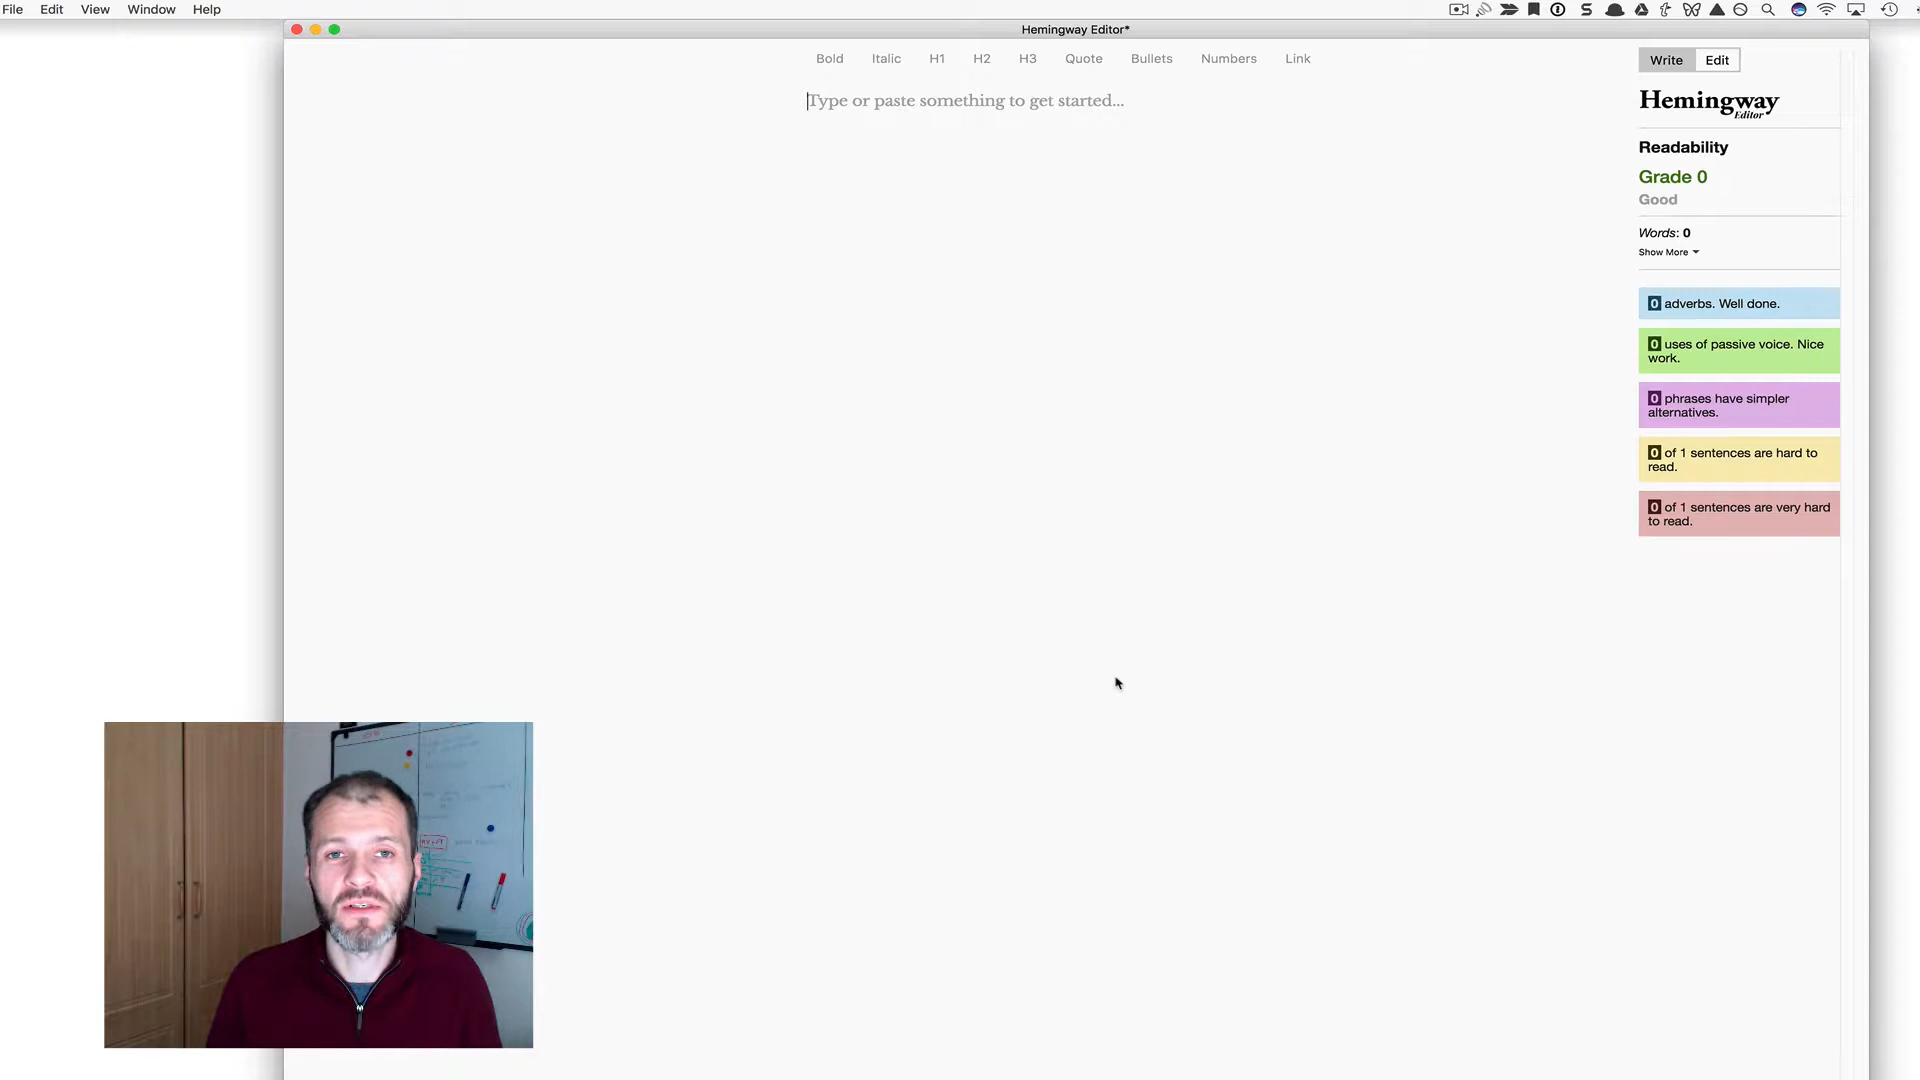 File Edit View Window Help
Hemingway Editor*
Bold Italic H1 H2 H3 Quote Bullets Numbers Link
Write Edit
Type or paste something to get started...
Hemingway
Editor
Readability
Grade 0
Good
Words: 0
Show More
0 adverbs. Well done.
0 uses of passive voice. Nice
work.
0 phrases have simpler
alternatives.
0 of 1 sentences are hard to
read.
0 of 1 sentences are very hard
to read.